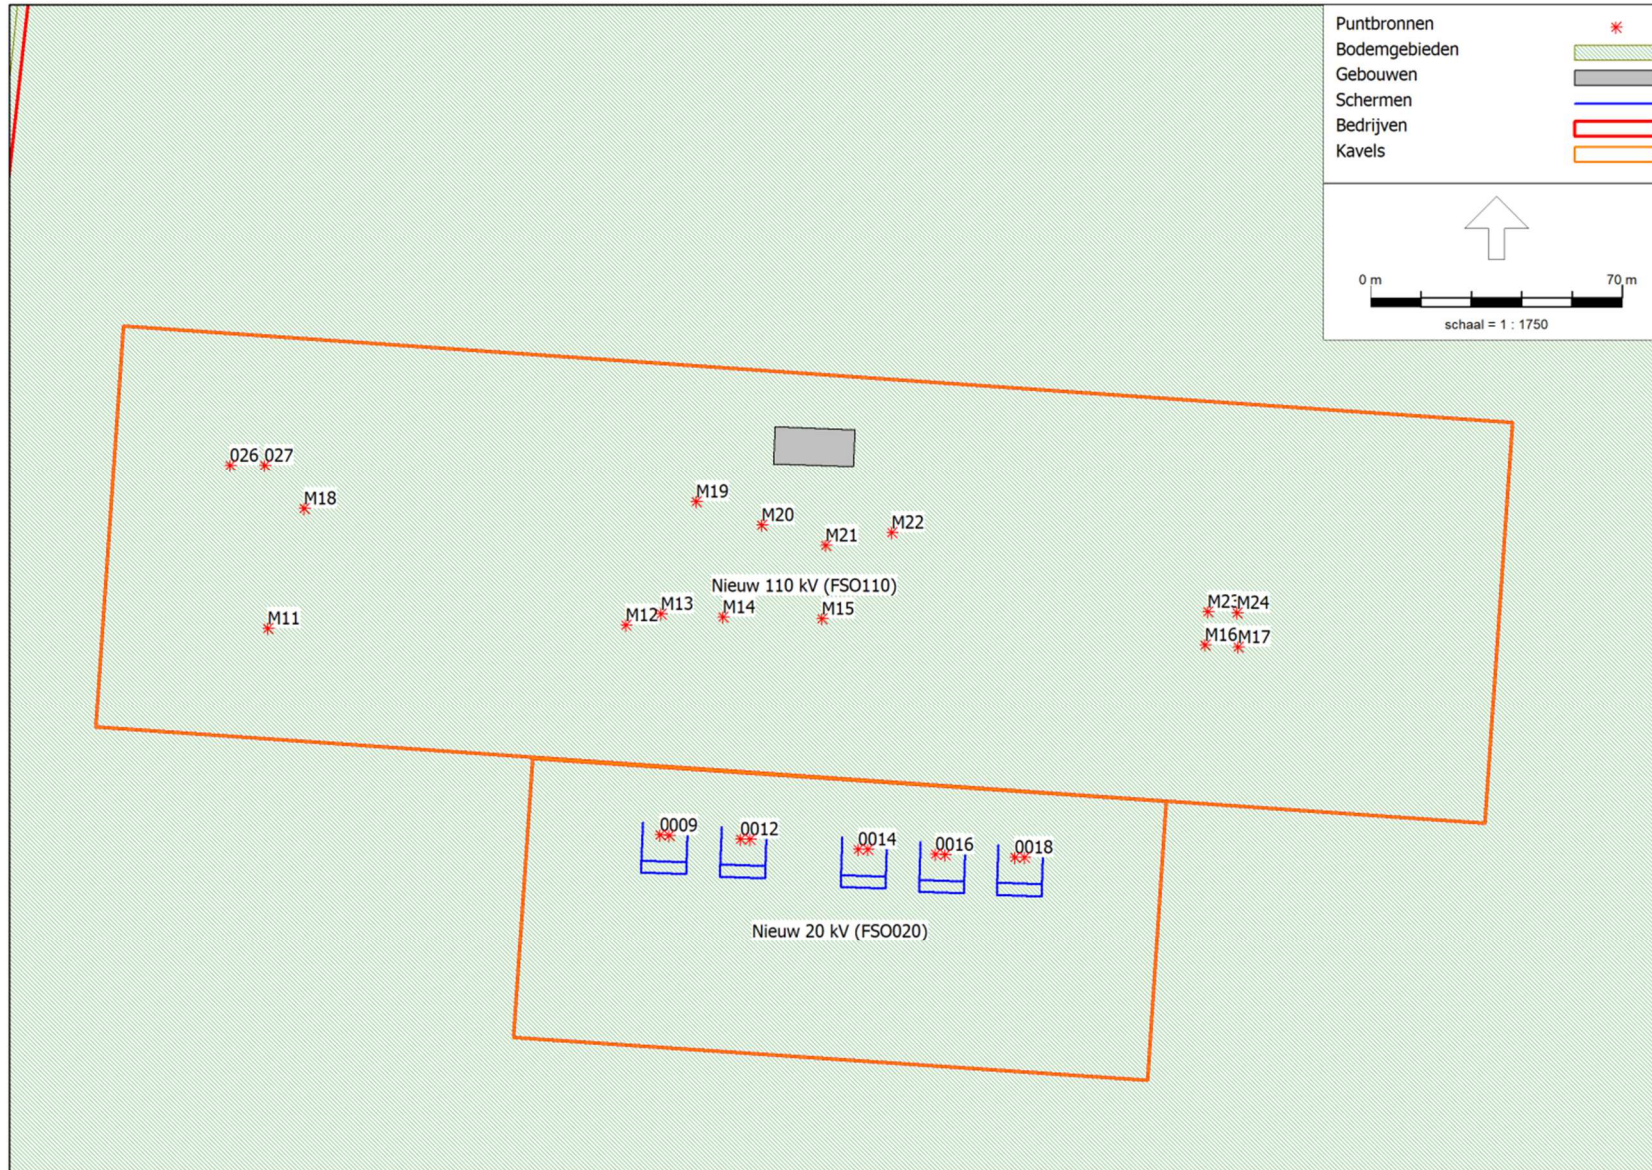 Puntbronnen
Bodemgebieden
Gebouwen
Schermen
Bedrijven
Kavels
0 m 70 m
schaal = 1 : 1750
026 027
M18
M19
M20
M21
M22
Nieuw 110 kV (FSO110)
M11
M12
M13
M14
M15
M23
M24
M16
M17
0009
0012
0014
0016
0018
Nieuw 20 kV (FSO020)